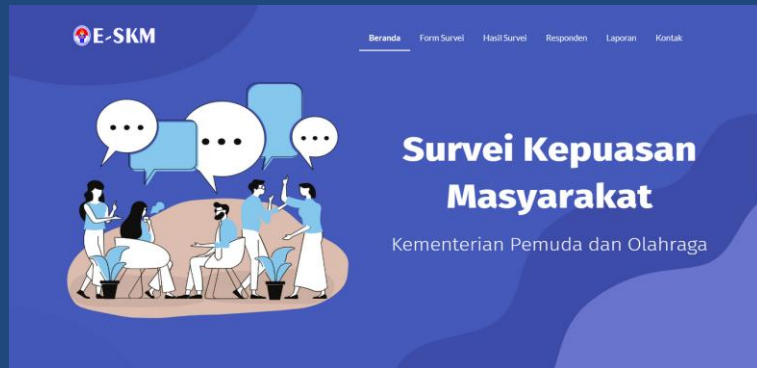 E-SKM
Beranda Form Survei Hasil Survei Responden Laporan Kontak
Survei Kepuasan
Masyarakat
Kementerian Pemuda dan Olahraga